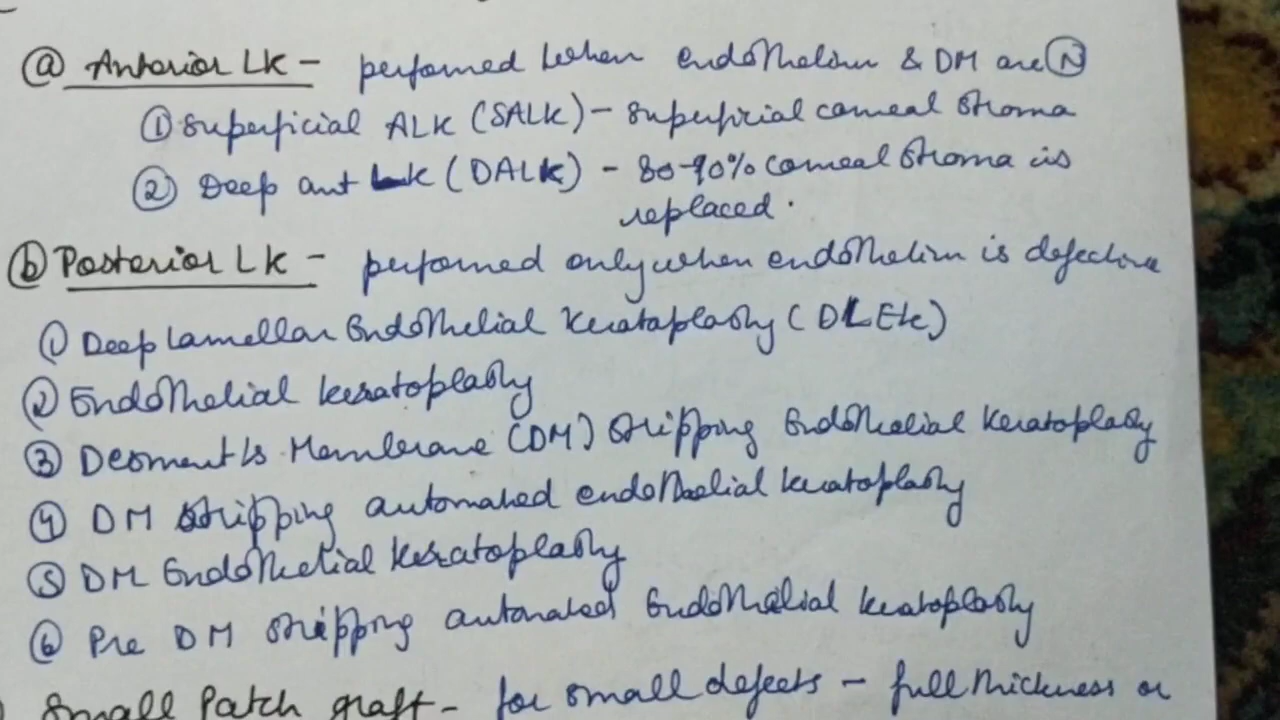 ⓐ Anterior LK - performed when endothelium & DM are Ⓝ
① Superficial ALK (SALK) - superficial corneal stroma
② Deep ant LK (DALK) - 80-90% corneal stroma is
replaced.
ⓑ Posterior LK - performed only when endothelium is defective
① Deep Lamellar Endothelial Keratoplasty (DLEK)
② Endothelial keratoplasty
③ Desment's Membrane (DM) stripping Endothelial Keratoplasty
④ DM stripping automated endothelial keratoplasty
⑤ DM Endothelial Keratoplasty
⑥ Pre DM stripping automated Endothelial keratoplasty
Small Patch graft - for small defects - full thickness or